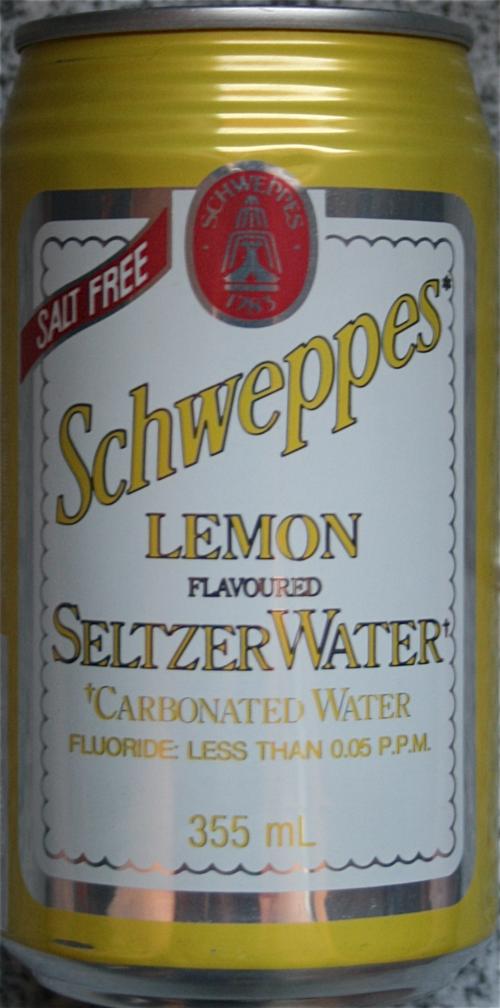 SCHWEPPES
1783
SALT FREE
Schweppes*
LEMON
FLAVOURED
SELTZER WATER†
†CARBONATED WATER
FLUORIDE: LESS THAN 0.05 P.P.M.
355 mL